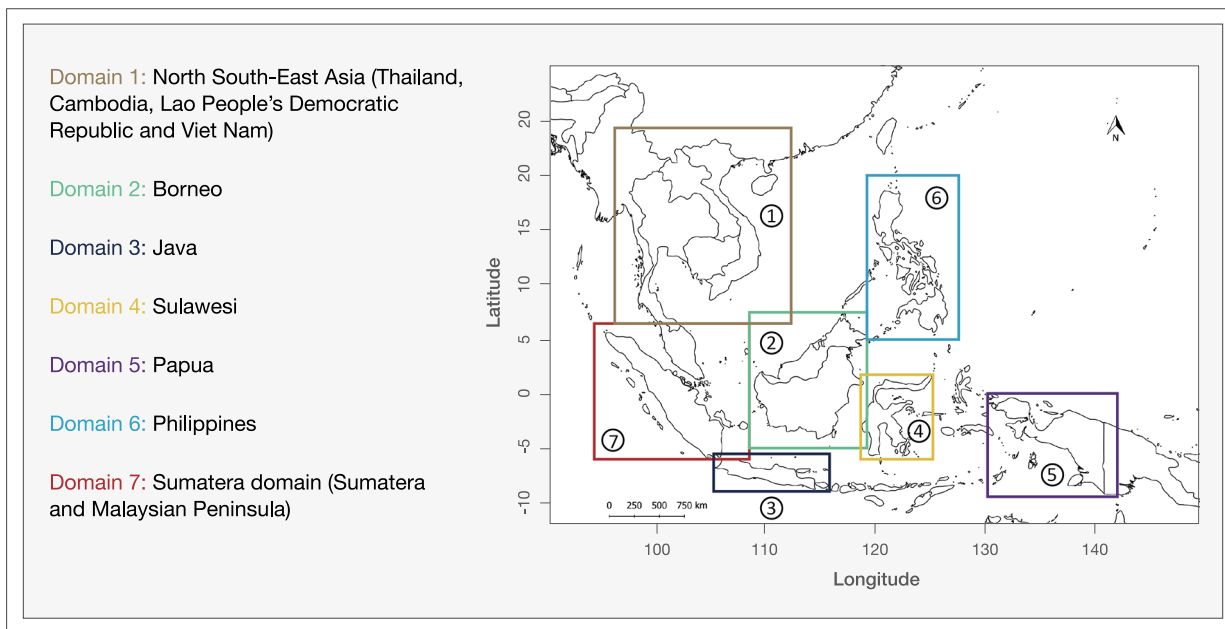 Domain 1: North South-East Asia (Thailand,
Cambodia, Lao People’s Democratic
Republic and Viet Nam)
Domain 2: Borneo
Domain 3: Java
Domain 4: Sulawesi
Domain 5: Papua
Domain 6: Philippines
Domain 7: Sumatera domain (Sumatera
and Malaysian Peninsula)
Latitude
20
20
15
10
5
0
-5
-10
N
1
2
3
4
5
6
7
0 250 500 750 km
100 110 120 130 140
Longitude